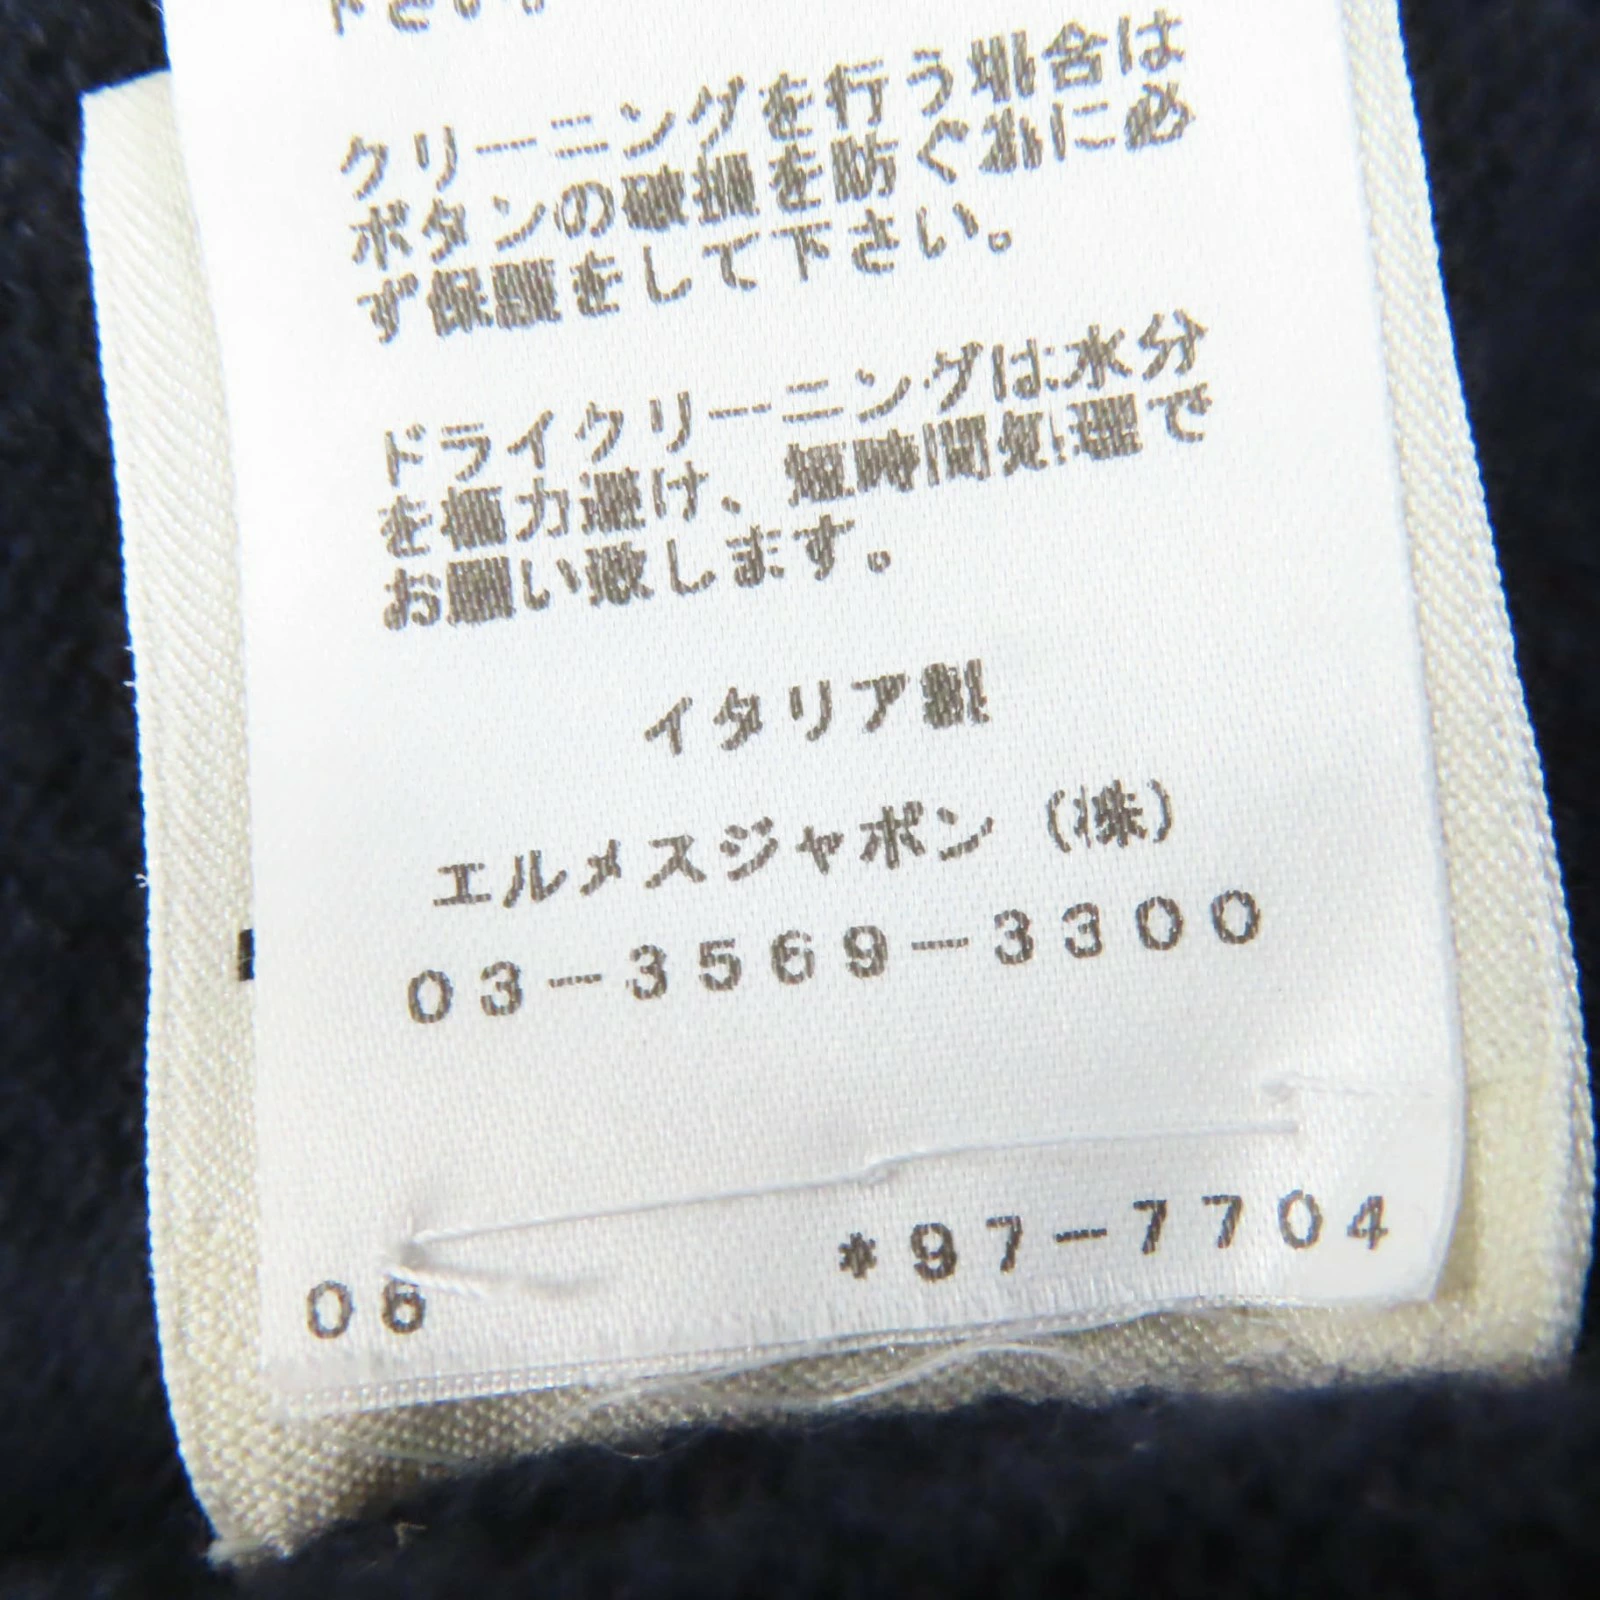 下さい。
クリーニングを行う場合は
ボタンの破損を防ぐ為に必
ず保護をして下さい。
ドライクリーニングは水分
を極力避け、短時間処理で
お願い致します。
イタリア製
エルメスジャポン（株）
03-3569-3300
06
*97-7704